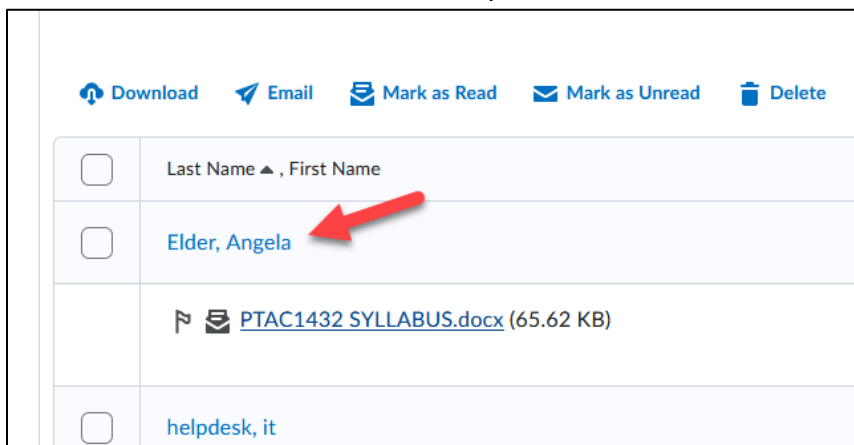 Download Email Mark as Read Mark as Unread Delete
Last Name ▲ , First Name
Elder, Angela
PTAC1432 SYLLABUS.docx (65.62 KB)
helpdesk, it